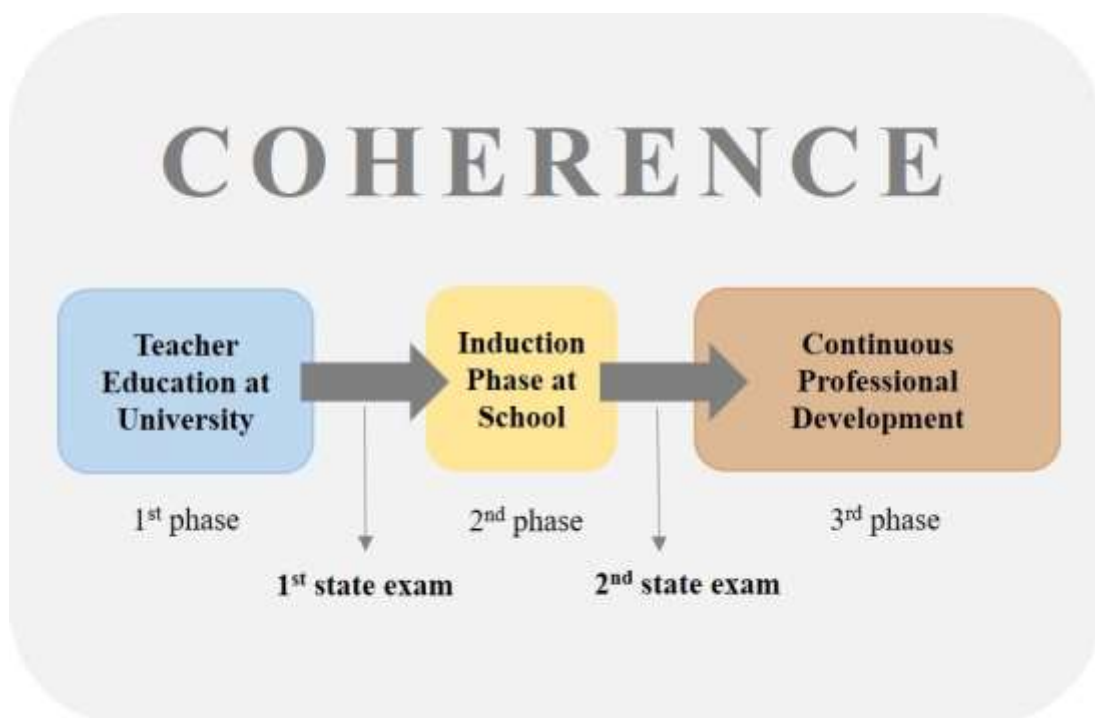 COHERENCE
Teacher
Education at
University
Induction
Phase at
School
Continuous
Professional
Development
1st phase
2nd phase
3rd phase
1st state exam
2nd state exam